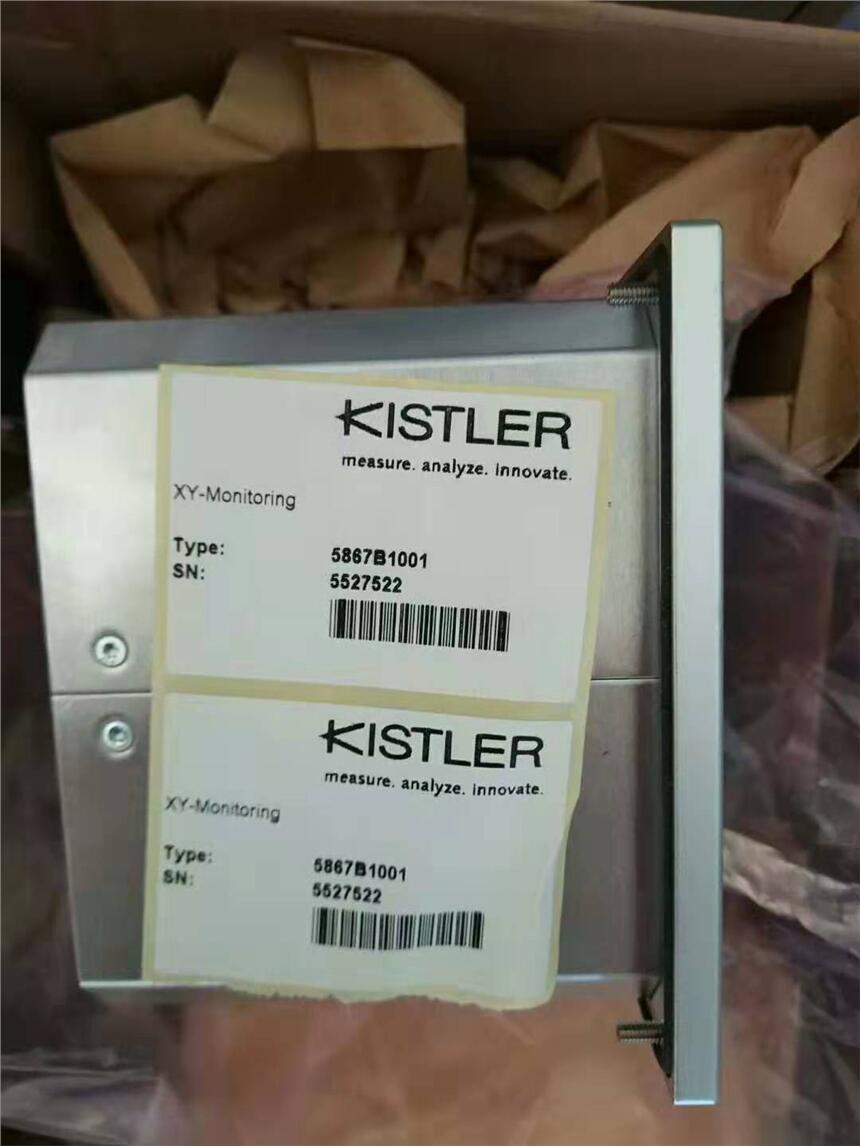 KISTLER
measure. analyze. innovate.
XY-Monitoring
Type: 5867B1001
SN: 5527522
KISTLER
measure. analyze. innovate.
XY-Monitoring
Type: 5867B1001
SN: 5527522